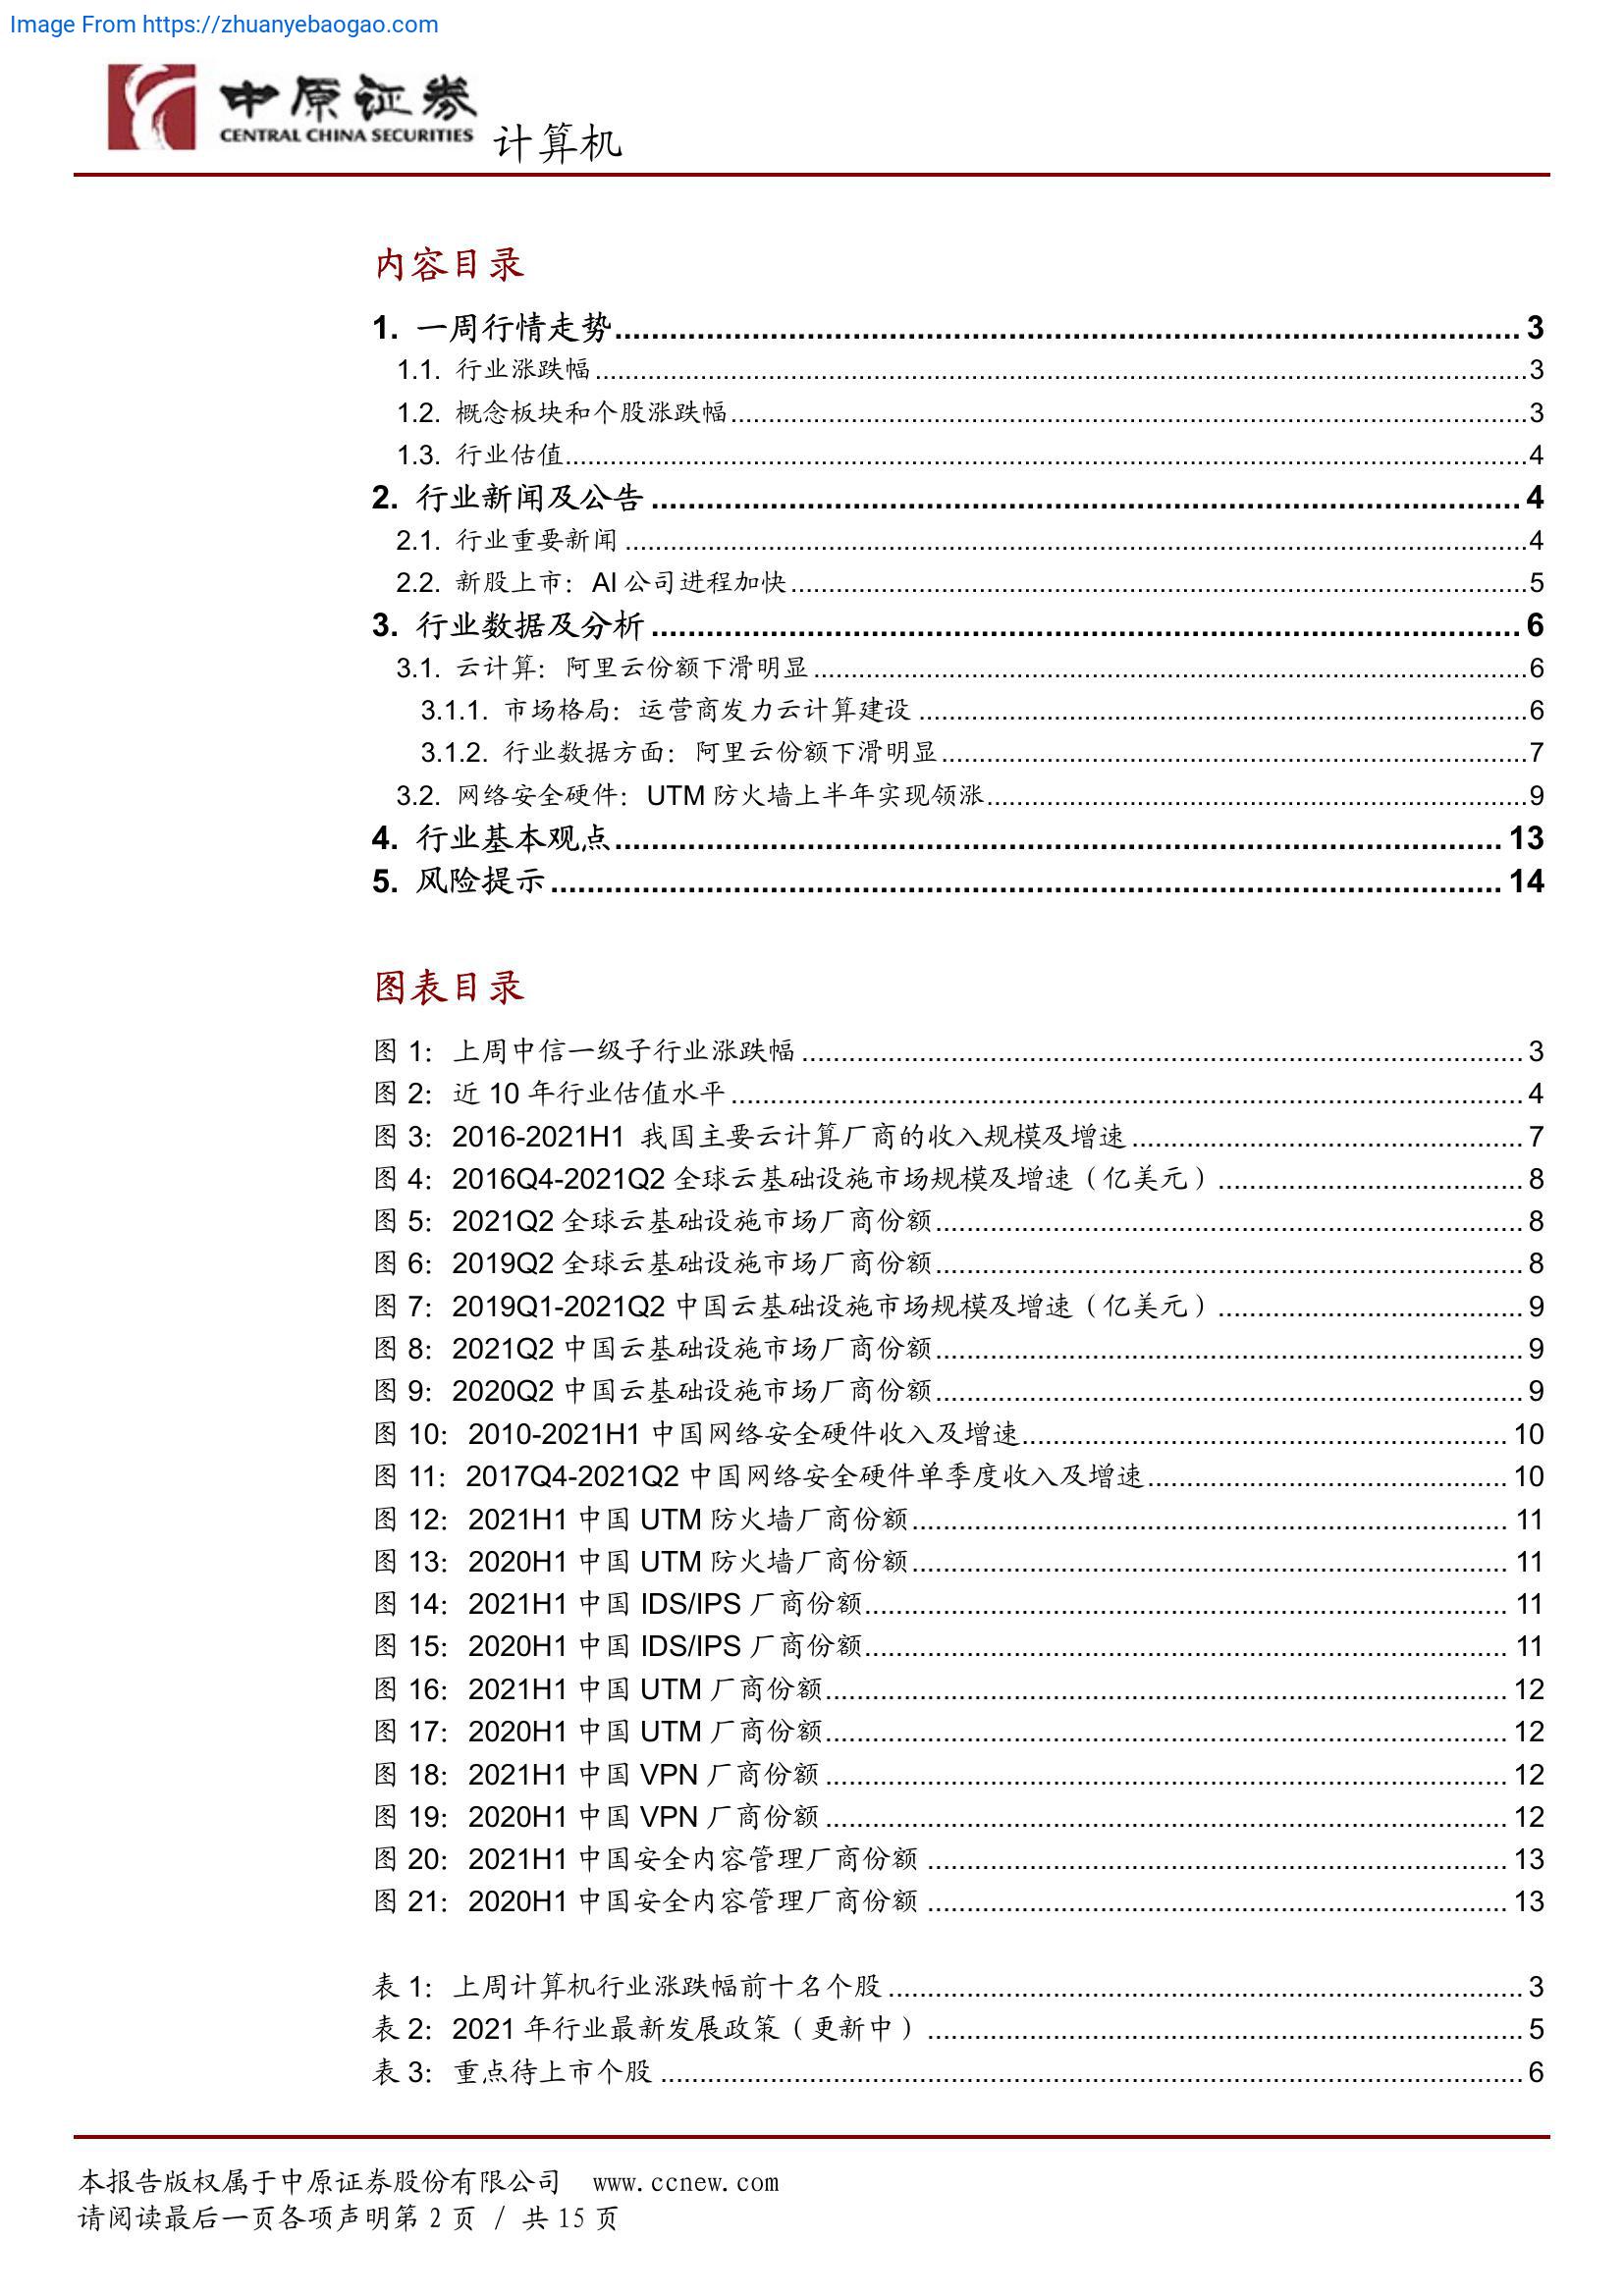 Image From https://zhuanyebaogao.com
中原证券
CENTRAL CHINA SECURITIES
计算机
内容目录
1. 一周行情走势 3
1.1. 行业涨跌幅 3
1.2. 概念板块和个股涨跌幅 3
1.3. 行业估值 4
2. 行业新闻及公告 4
2.1. 行业重要新闻 4
2.2. 新股上市：AI 公司进程加快 5
3. 行业数据及分析 6
3.1. 云计算：阿里云份额下滑明显 6
3.1.1. 市场格局：运营商发力云计算建设 6
3.1.2. 行业数据方面：阿里云份额下滑明显 7
3.2. 网络安全硬件：UTM 防火墙上半年实现领涨 9
4. 行业基本观点 13
5. 风险提示 14
图表目录
图 1：上周中信一级子行业涨跌幅 3
图 2：近 10 年行业估值水平 4
图 3：2016-2021H1 我国主要云计算厂商的收入规模及增速 7
图 4：2016Q4-2021Q2 全球云基础设施市场规模及增速（亿美元） 8
图 5：2021Q2 全球云基础设施市场厂商份额 8
图 6：2019Q2 全球云基础设施市场厂商份额 8
图 7：2019Q1-2021Q2 中国云基础设施市场规模及增速（亿美元） 9
图 8：2021Q2 中国云基础设施市场厂商份额 9
图 9：2020Q2 中国云基础设施市场厂商份额 9
图 10：2010-2021H1 中国网络安全硬件收入及增速 10
图 11：2017Q4-2021Q2 中国网络安全硬件单季度收入及增速 10
图 12：2021H1 中国 UTM 防火墙厂商份额 11
图 13：2020H1 中国 UTM 防火墙厂商份额 11
图 14：2021H1 中国 IDS/IPS 厂商份额 11
图 15：2020H1 中国 IDS/IPS 厂商份额 11
图 16：2021H1 中国 UTM 厂商份额 12
图 17：2020H1 中国 UTM 厂商份额 12
图 18：2021H1 中国 VPN 厂商份额 12
图 19：2020H1 中国 VPN 厂商份额 12
图 20：2021H1 中国安全内容管理厂商份额 13
图 21：2020H1 中国安全内容管理厂商份额 13
表 1：上周计算机行业涨跌幅前十名个股 3
表 2：2021 年行业最新发展政策（更新中） 5
表 3：重点待上市个股 6
本报告版权属于中原证券股份有限公司 www.ccnew.com
请阅读最后一页各项声明第 2 页 / 共 15 页